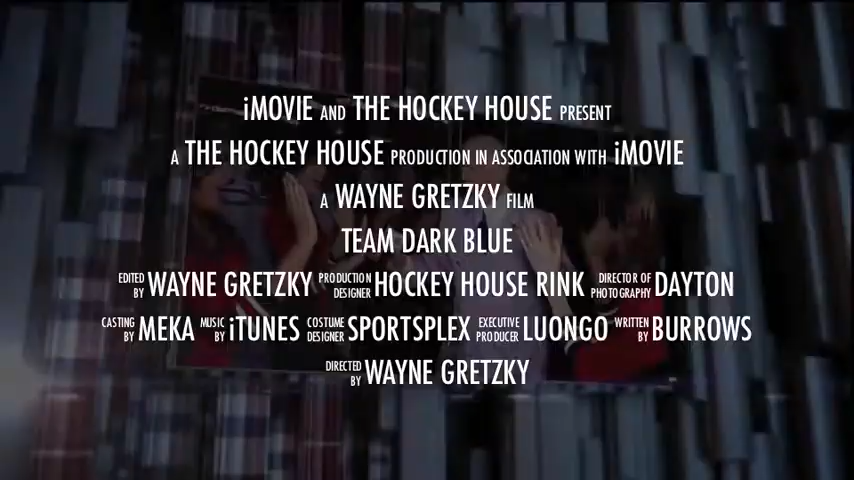 iMOVIE AND THE HOCKEY HOUSE PRESENT
A THE HOCKEY HOUSE PRODUCTION IN ASSOCIATION WITH iMOVIE
A WAYNE GRETZKY FILM
TEAM DARK BLUE
EDITED BY WAYNE GRETZKY PRODUCTION DESIGNER HOCKEY HOUSE RINK DIRECTOR OF PHOTOGRAPHY DAYTON
CASTING BY MEKA MUSIC BY iTUNES COSTUME DESIGNER SPORTSPLEX EXECUTIVE PRODUCER LUONGO WRITTEN BY BURROWS
DIRECTED BY WAYNE GRETZKY